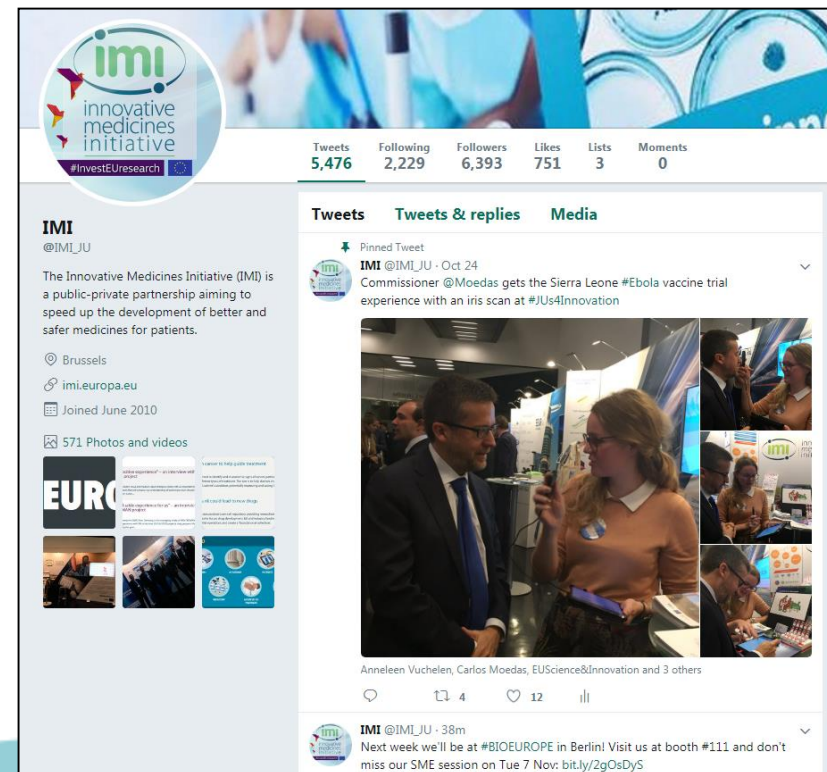 imi
innovative
medicines
initiative
#InvestEUresearch
Tweets Following Followers Likes Lists Moments
5,476 2,229 6,393 751 3 0
IMI
@IMI_JU
The Innovative Medicines Initiative (IMI) is
a public-private partnership aiming to
speed up the development of better and
safer medicines for patients.
Brussels
imi.europa.eu
Joined June 2010
571 Photos and videos
EURO
Tweets Tweets & replies Media
Pinned Tweet
IMI @IMI_JU · Oct 24
Commissioner @Moedas gets the Sierra Leone #Ebola vaccine trial
experience with an iris scan at #JUs4Innovation
imi
Anneleen Vuchelen, Carlos Moedas, EUScience&Innovation and 3 others
4 12
IMI @IMI_JU · 38m
Next week we'll be at #BIOEUROPE in Berlin! Visit us at booth #111 and don't
miss our SME session on Tue 7 Nov: bit.ly/2gOsDyS